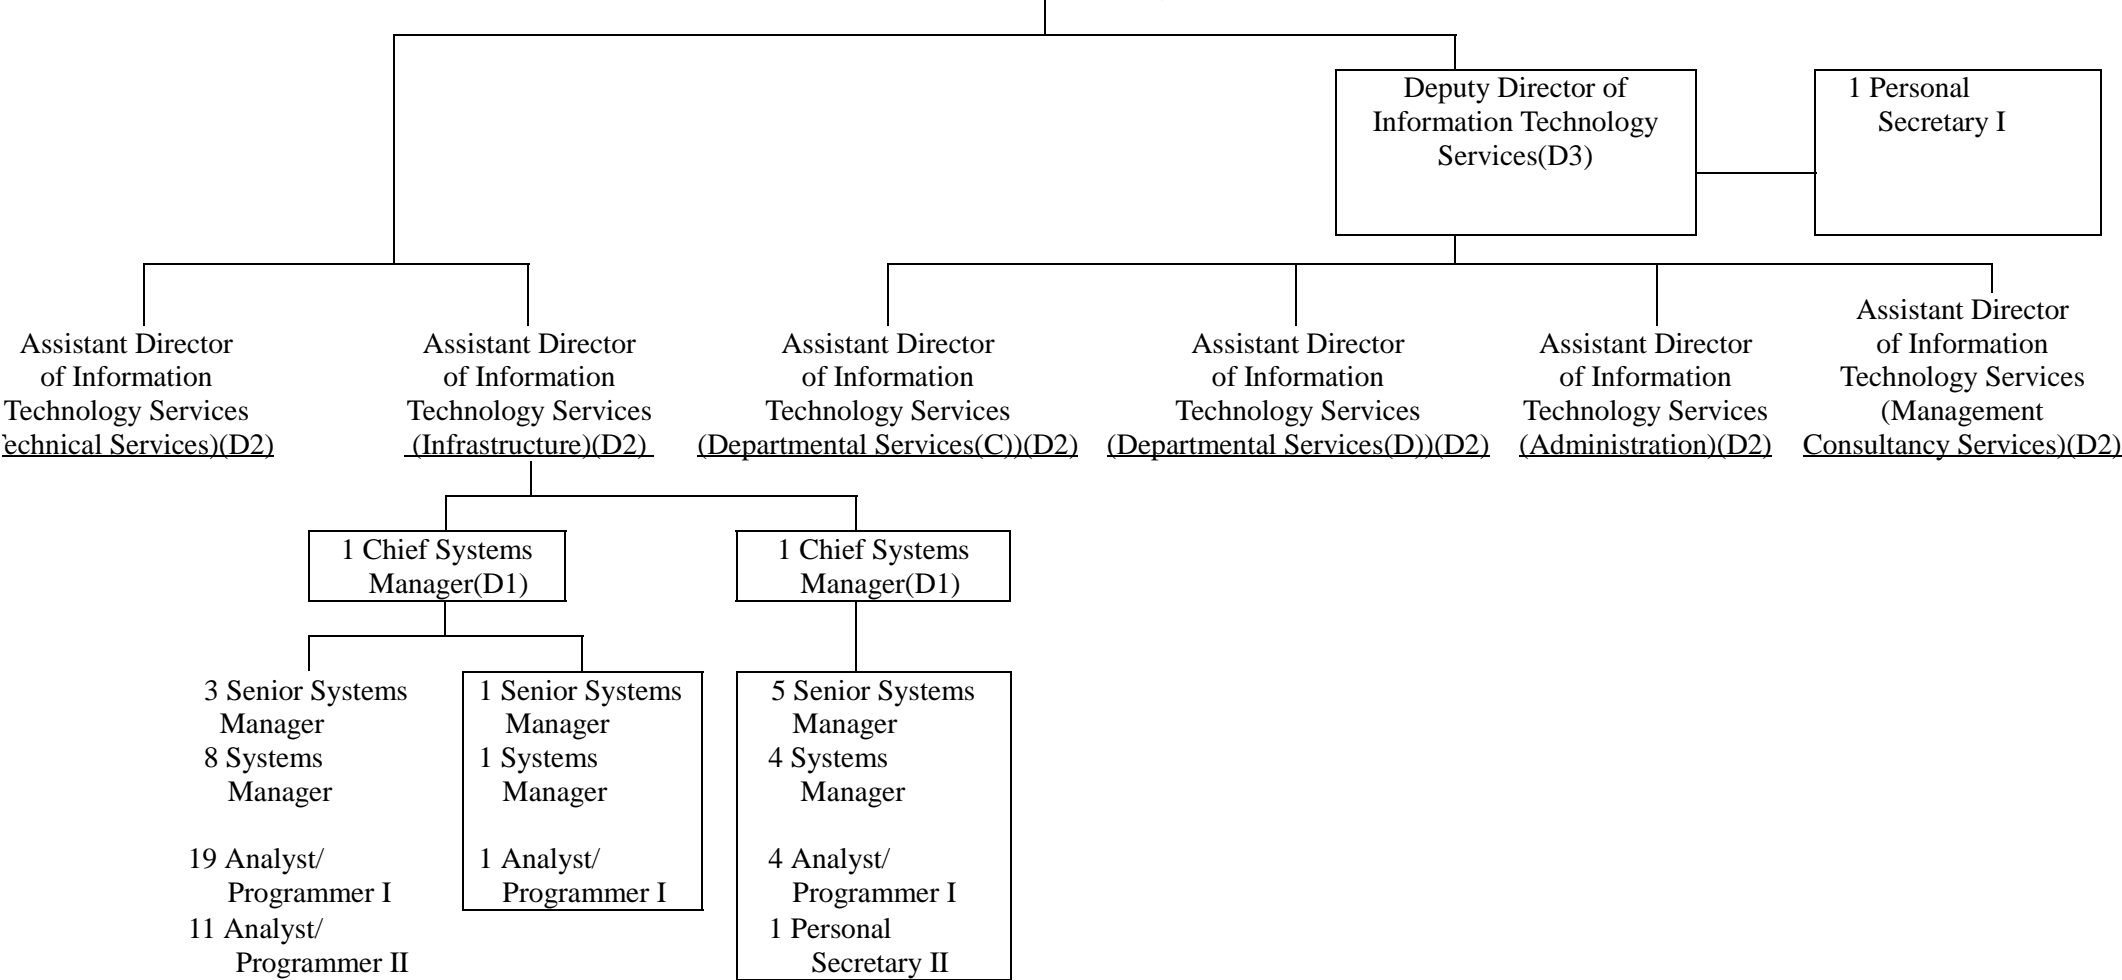 Deputy Director of
Information Technology
Services(D3)
1 Personal
Secretary I
Assistant Director
of Information
Technology Services
echnical Services)(D2)
Assistant Director
of Information
Technology Services
(Infrastructure)(D2)
Assistant Director
of Information
Technology Services
(Departmental Services(C))(D2)
Assistant Director
of Information
Technology Services
(Departmental Services(D))(D2)
Assistant Director
of Information
Technology Services
(Administration)(D2)
Assistant Director
of Information
Technology Services
(Management
Consultancy Services)(D2)
1 Chief Systems
Manager(D1)
1 Chief Systems
Manager(D1)
3 Senior Systems
Manager
8 Systems
Manager
19 Analyst/
Programmer I
11 Analyst/
Programmer II
1 Senior Systems
Manager
1 Systems
Manager
1 Analyst/
Programmer I
5 Senior Systems
Manager
4 Systems
Manager
4 Analyst/
Programmer I
1 Personal
Secretary II